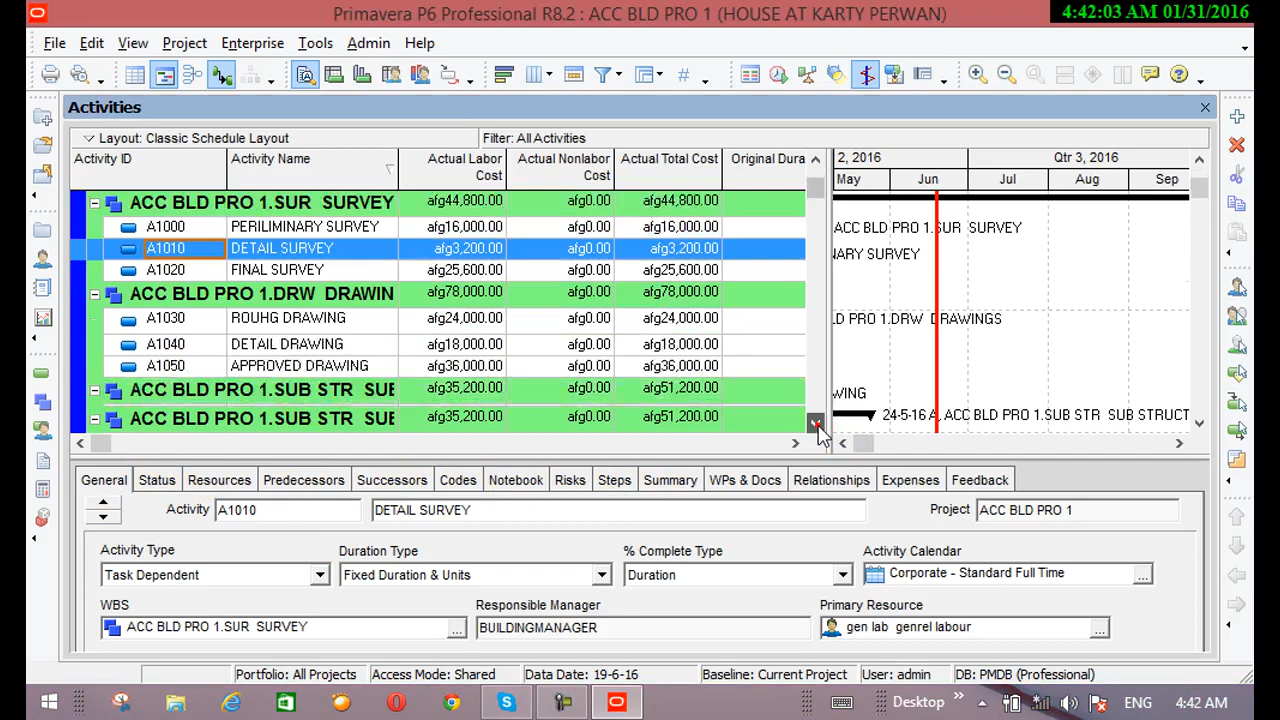 Primavera P6 Professional R8.2 : ACC BLD PRO 1 (HOUSE AT KARTY PERWAN)
4:42:03 AM 01/31/2016
File Edit View Project Enterprise Tools Admin Help
Activities
Layout: Classic Schedule Layout
Filter: All Activities
Activity ID
Activity Name
Actual Labor Cost
Actual Nonlabor Cost
Actual Total Cost
Original Dura
2, 2016
Qtr 3, 2016
May Jun Jul Aug Sep
ACC BLD PRO 1.SUR SURVEY afg44,800.00 afg0.00 afg44,800.00
A1000 PERILIMINARY SURVEY afg16,000.00 afg0.00 afg16,000.00
A1010 DETAIL SURVEY afg3,200.00 afg0.00 afg3,200.00
A1020 FINAL SURVEY afg25,600.00 afg0.00 afg25,600.00
ACC BLD PRO 1.DRW DRAWIN afg78,000.00 afg0.00 afg78,000.00
A1030 ROUHG DRAWING afg24,000.00 afg0.00 afg24,000.00
A1040 DETAIL DRAWING afg18,000.00 afg0.00 afg18,000.00
A1050 APPROVED DRAWING afg36,000.00 afg0.00 afg36,000.00
ACC BLD PRO 1.SUB STR SUE afg35,200.00 afg0.00 afg51,200.00
ACC BLD PRO 1.SUB STR SUE afg35,200.00 afg0.00 afg51,200.00
ACC BLD PRO 1.SUR SURVEY
NARY SURVEY
LD PRO 1.DRW DRAWINGS
WING
24-5-16 A, ACC BLD PRO 1.SUB STR SUB STRUCT
General Status Resources Predecessors Successors Codes Notebook Risks Steps Summary WPs & Docs Relationships Expenses Feedback
Activity A1010 DETAIL SURVEY Project ACC BLD PRO 1
Activity Type Duration Type % Complete Type Activity Calendar
Task Dependent Fixed Duration & Units Duration Corporate - Standard Full Time
WBS Responsible Manager Primary Resource
ACC BLD PRO 1.SUR SURVEY BUILDINGMANAGER gen lab genrel labour
Portfolio: All Projects Access Mode: Shared Data Date: 19-6-16 Baseline: Current Project User: admin DB: PMDB (Professional)
Desktop ENG 4:42 AM